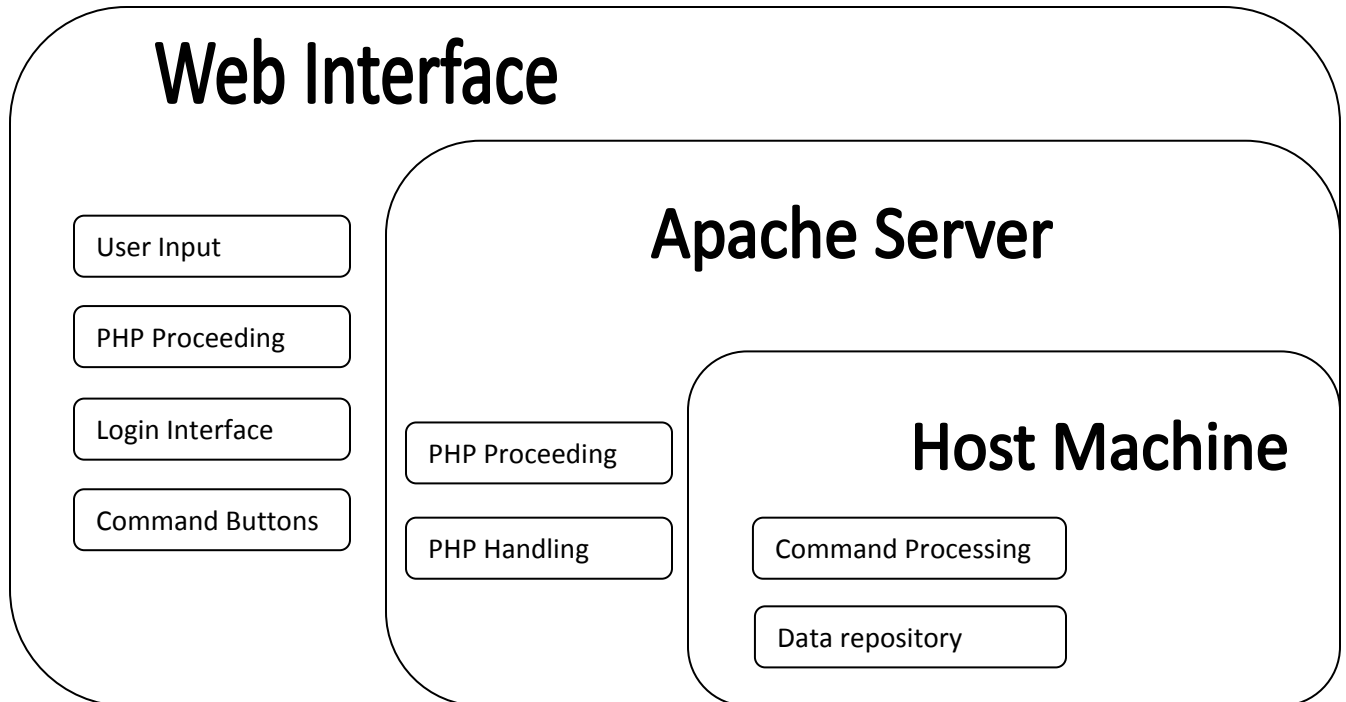 Web Interface
User Input
PHP Proceeding
Login Interface
Command Buttons
Apache Server
PHP Proceeding
PHP Handling
Host Machine
Command Processing
Data repository